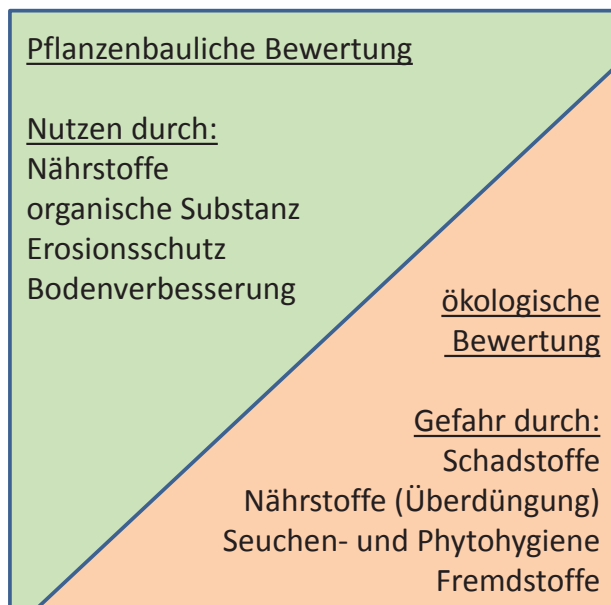 Pflanzenbauliche Bewertung
Nutzen durch:
Nährstoffe
organische Substanz
Erosionsschutz
Bodenverbesserung
ökologische
Bewertung
Gefahr durch:
Schadstoffe
Nährstoffe (Überdüngung)
Seuchen- und Phytohygiene
Fremdstoffe